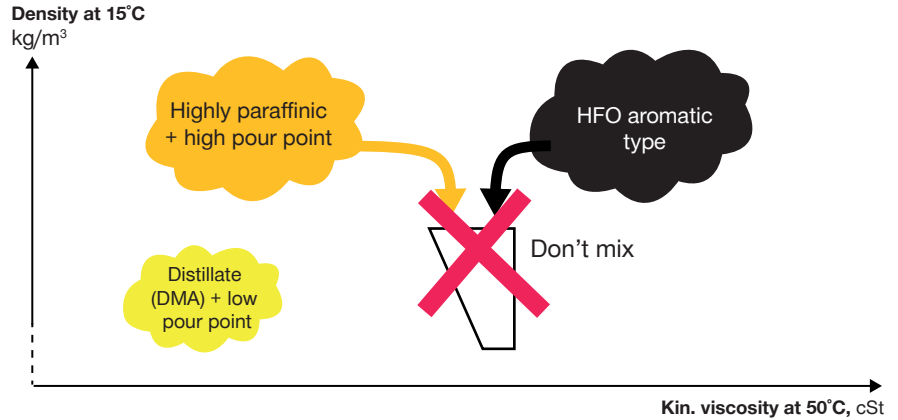 Density at 15˚C
kg/m³
Highly paraffinic
+ high pour point
HFO aromatic
type
Don’t mix
Distillate
(DMA) + low
pour point
Kin. viscosity at 50˚C, cSt